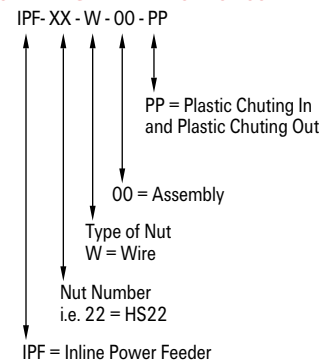 IPF- XX - W - 00 - PP
PP = Plastic Chuting In
and Plastic Chuting Out
00 = Assembly
Type of Nut
W = Wire
Nut Number
i.e. 22 = HS22
IPF = Inline Power Feeder